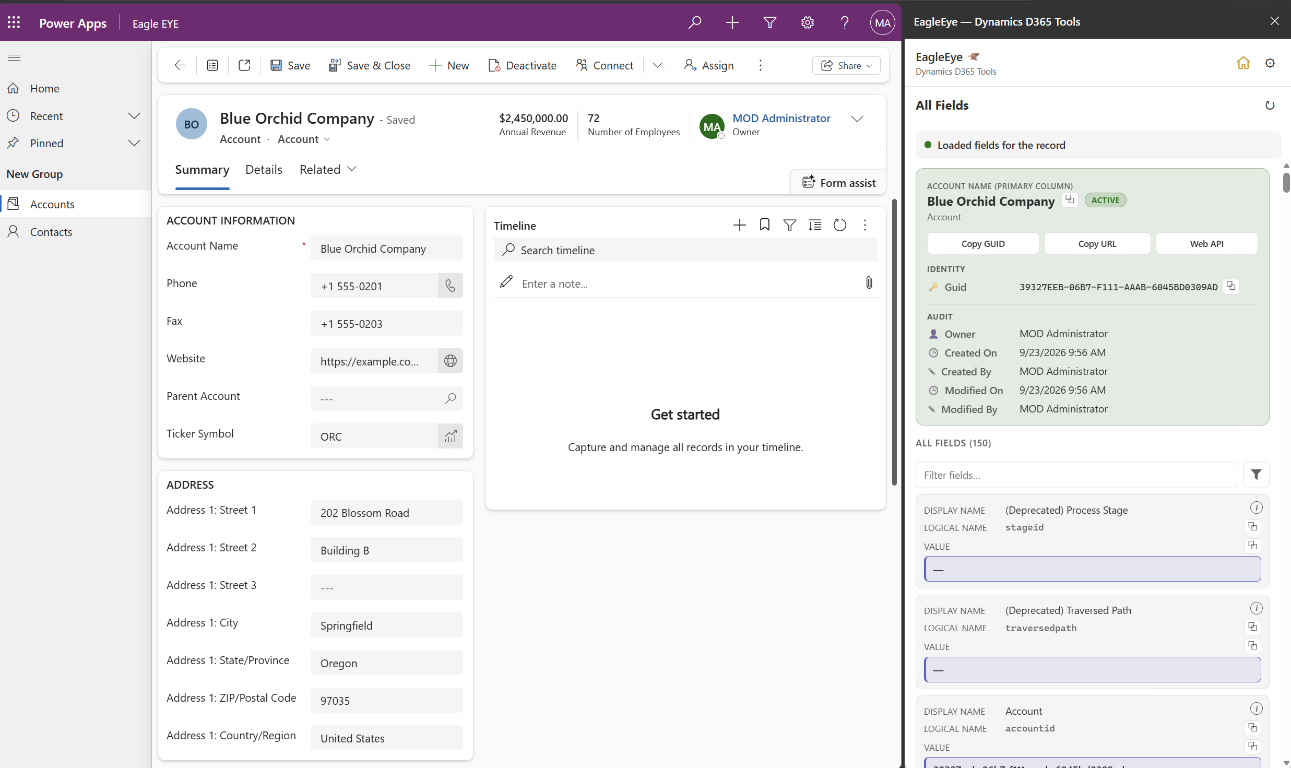 Power Apps
Eagle EYE
MA
Home
Recent
Pinned
New Group
Accounts
Contacts
Save
Save & Close
New
Deactivate
Connect
Assign
Share
BO
Blue Orchid Company - Saved
Account · Account
$2,450,000.00
Annual Revenue
72
Number of Employees
MA
MOD Administrator
Owner
Summary
Details
Related
Form assist
ACCOUNT INFORMATION
Account Name * Blue Orchid Company
Phone +1 555-0201
Fax +1 555-0203
Website https://example.co...
Parent Account ---
Ticker Symbol ORC
ADDRESS
Address 1: Street 1 202 Blossom Road
Address 1: Street 2 Building B
Address 1: Street 3 ---
Address 1: City Springfield
Address 1: State/Province Oregon
Address 1: ZIP/Postal Code 97035
Address 1: Country/Region United States
Timeline
Search timeline
Enter a note...
Get started
Capture and manage all records in your timeline.
EagleEye — Dynamics D365 Tools
EagleEye
Dynamics D365 Tools
All Fields
Loaded fields for the record
ACCOUNT NAME (PRIMARY COLUMN)
Blue Orchid Company ACTIVE
Account
Copy GUID
Copy URL
Web API
IDENTITY
Guid 39327EEB-06B7-F111-AAAB-6045BD0309AD
AUDIT
Owner MOD Administrator
Created On 9/23/2026 9:56 AM
Created By MOD Administrator
Modified On 9/23/2026 9:56 AM
Modified By MOD Administrator
ALL FIELDS (150)
Filter fields...
DISPLAY NAME (Deprecated) Process Stage
LOGICAL NAME stageid
VALUE
—
DISPLAY NAME (Deprecated) Traversed Path
LOGICAL NAME traversedpath
VALUE
—
DISPLAY NAME Account
LOGICAL NAME accountid
VALUE